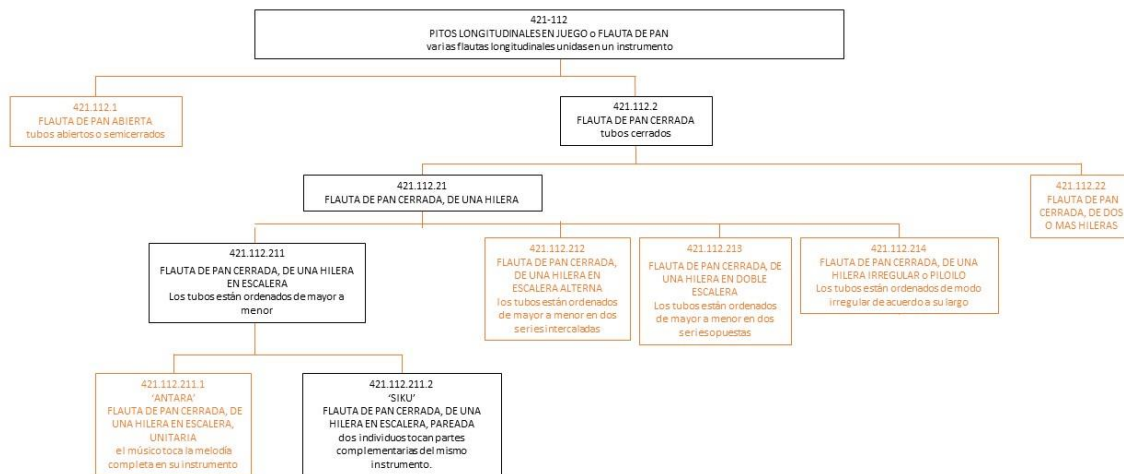 421-112
PITOS LONGITUDINALES EN JUEGO o FLAUTA DE PAN
varias flautas longitudinales unidas en un instrumento
421.112.1
FLAUTA DE PAN ABIERTA
tubos abiertos o semicerrados
421.112.2
FLAUTA DE PAN CERRADA
tubos cerrados
421.112.21
FLAUTA DE PAN CERRADA, DE UNA HILERA
421.112.22
FLAUTA DE PAN
CERRADA, DE DOS
O MAS HILERAS
421.112.211
FLAUTA DE PAN CERRADA, DE UNA HILERA
EN ESCALERA
Los tubos están ordenados de mayor a
menor
421.112.212
FLAUTA DE PAN CERRADA,
DE UNA HILERA EN
ESCALERA ALTERNA
los tubos están ordenados
de mayor a menor en dos
series intercaladas
421.112.213
FLAUTA DE PAN CERRADA, DE
UNA HILERA EN DOBLE
ESCALERA
Los tubos están ordenados
de mayor a menor en dos
series opuestas
421.112.214
FLAUTA DE PAN CERRADA, DE UNA
HILERA IRREGULAR o PILOILO
Los tubos están ordenados de modo
irregular de acuerdo a su largo
421.112.211.1
'ANTARA'
FLAUTA DE PAN CERRADA, DE
UNA HILERA EN ESCALERA,
UNITARIA
el músico toca la melodía
completa en su instrumento
421.112.211.2
'SIKU'
FLAUTA DE PAN CERRADA, DE UNA
HILERA EN ESCALERA, PAREADA
dos individuos tocan partes
complementarias del mismo
instrumento.